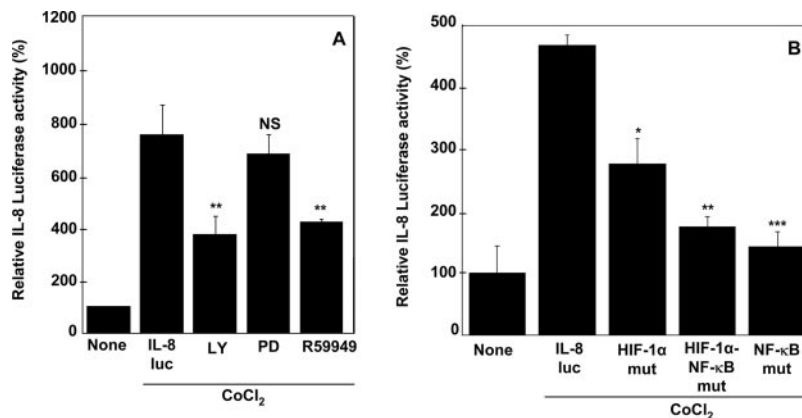 A
Relative IL-8 Luciferase activity (%)
1200
1000
800
600
400
200
0
**
NS
**
None
IL-8 luc
LY
PD
R59949
CoCl2
B
Relative IL-8 Luciferase activity (%)
500
400
300
200
100
0
*
**
***
None
IL-8 luc
HIF-1α mut
HIF-1α-NF-κB mut
NF-κB mut
CoCl2